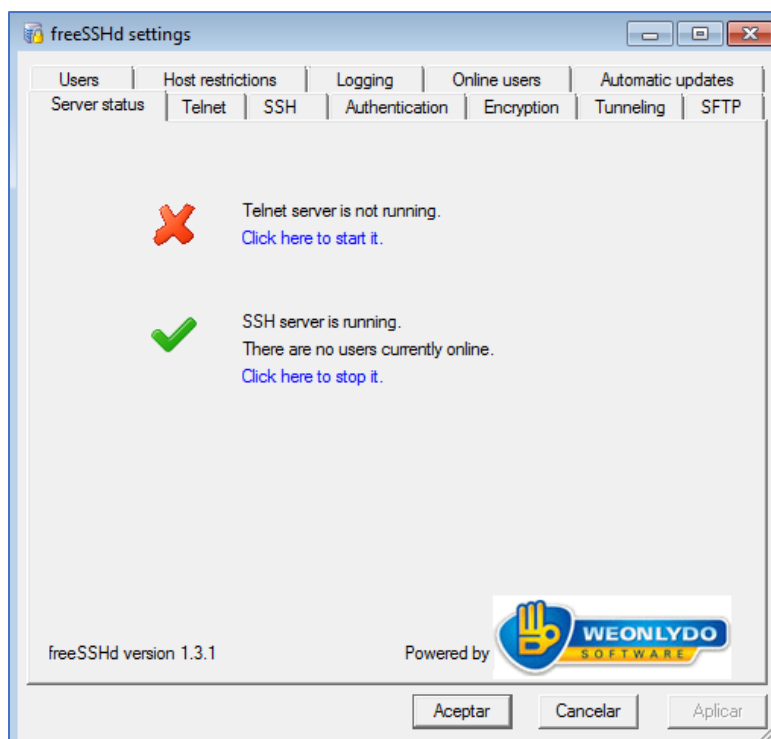 freeSSHd settings
Users Host restrictions Logging Online users Automatic updates
Server status Telnet SSH Authentication Encryption Tunneling SFTP
Telnet server is not running.
Click here to start it.
SSH server is running.
There are no users currently online.
Click here to stop it.
freeSSHd version 1.3.1 Powered by WEONLYDO
SOFTWARE
Aceptar Cancelar Aplicar